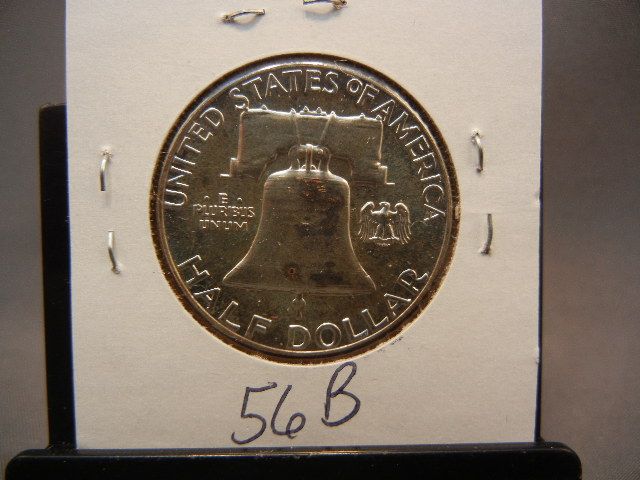 UNITED STATES OF AMERICA
E
PLURIBUS
UNUM
HALF DOLLAR
56B